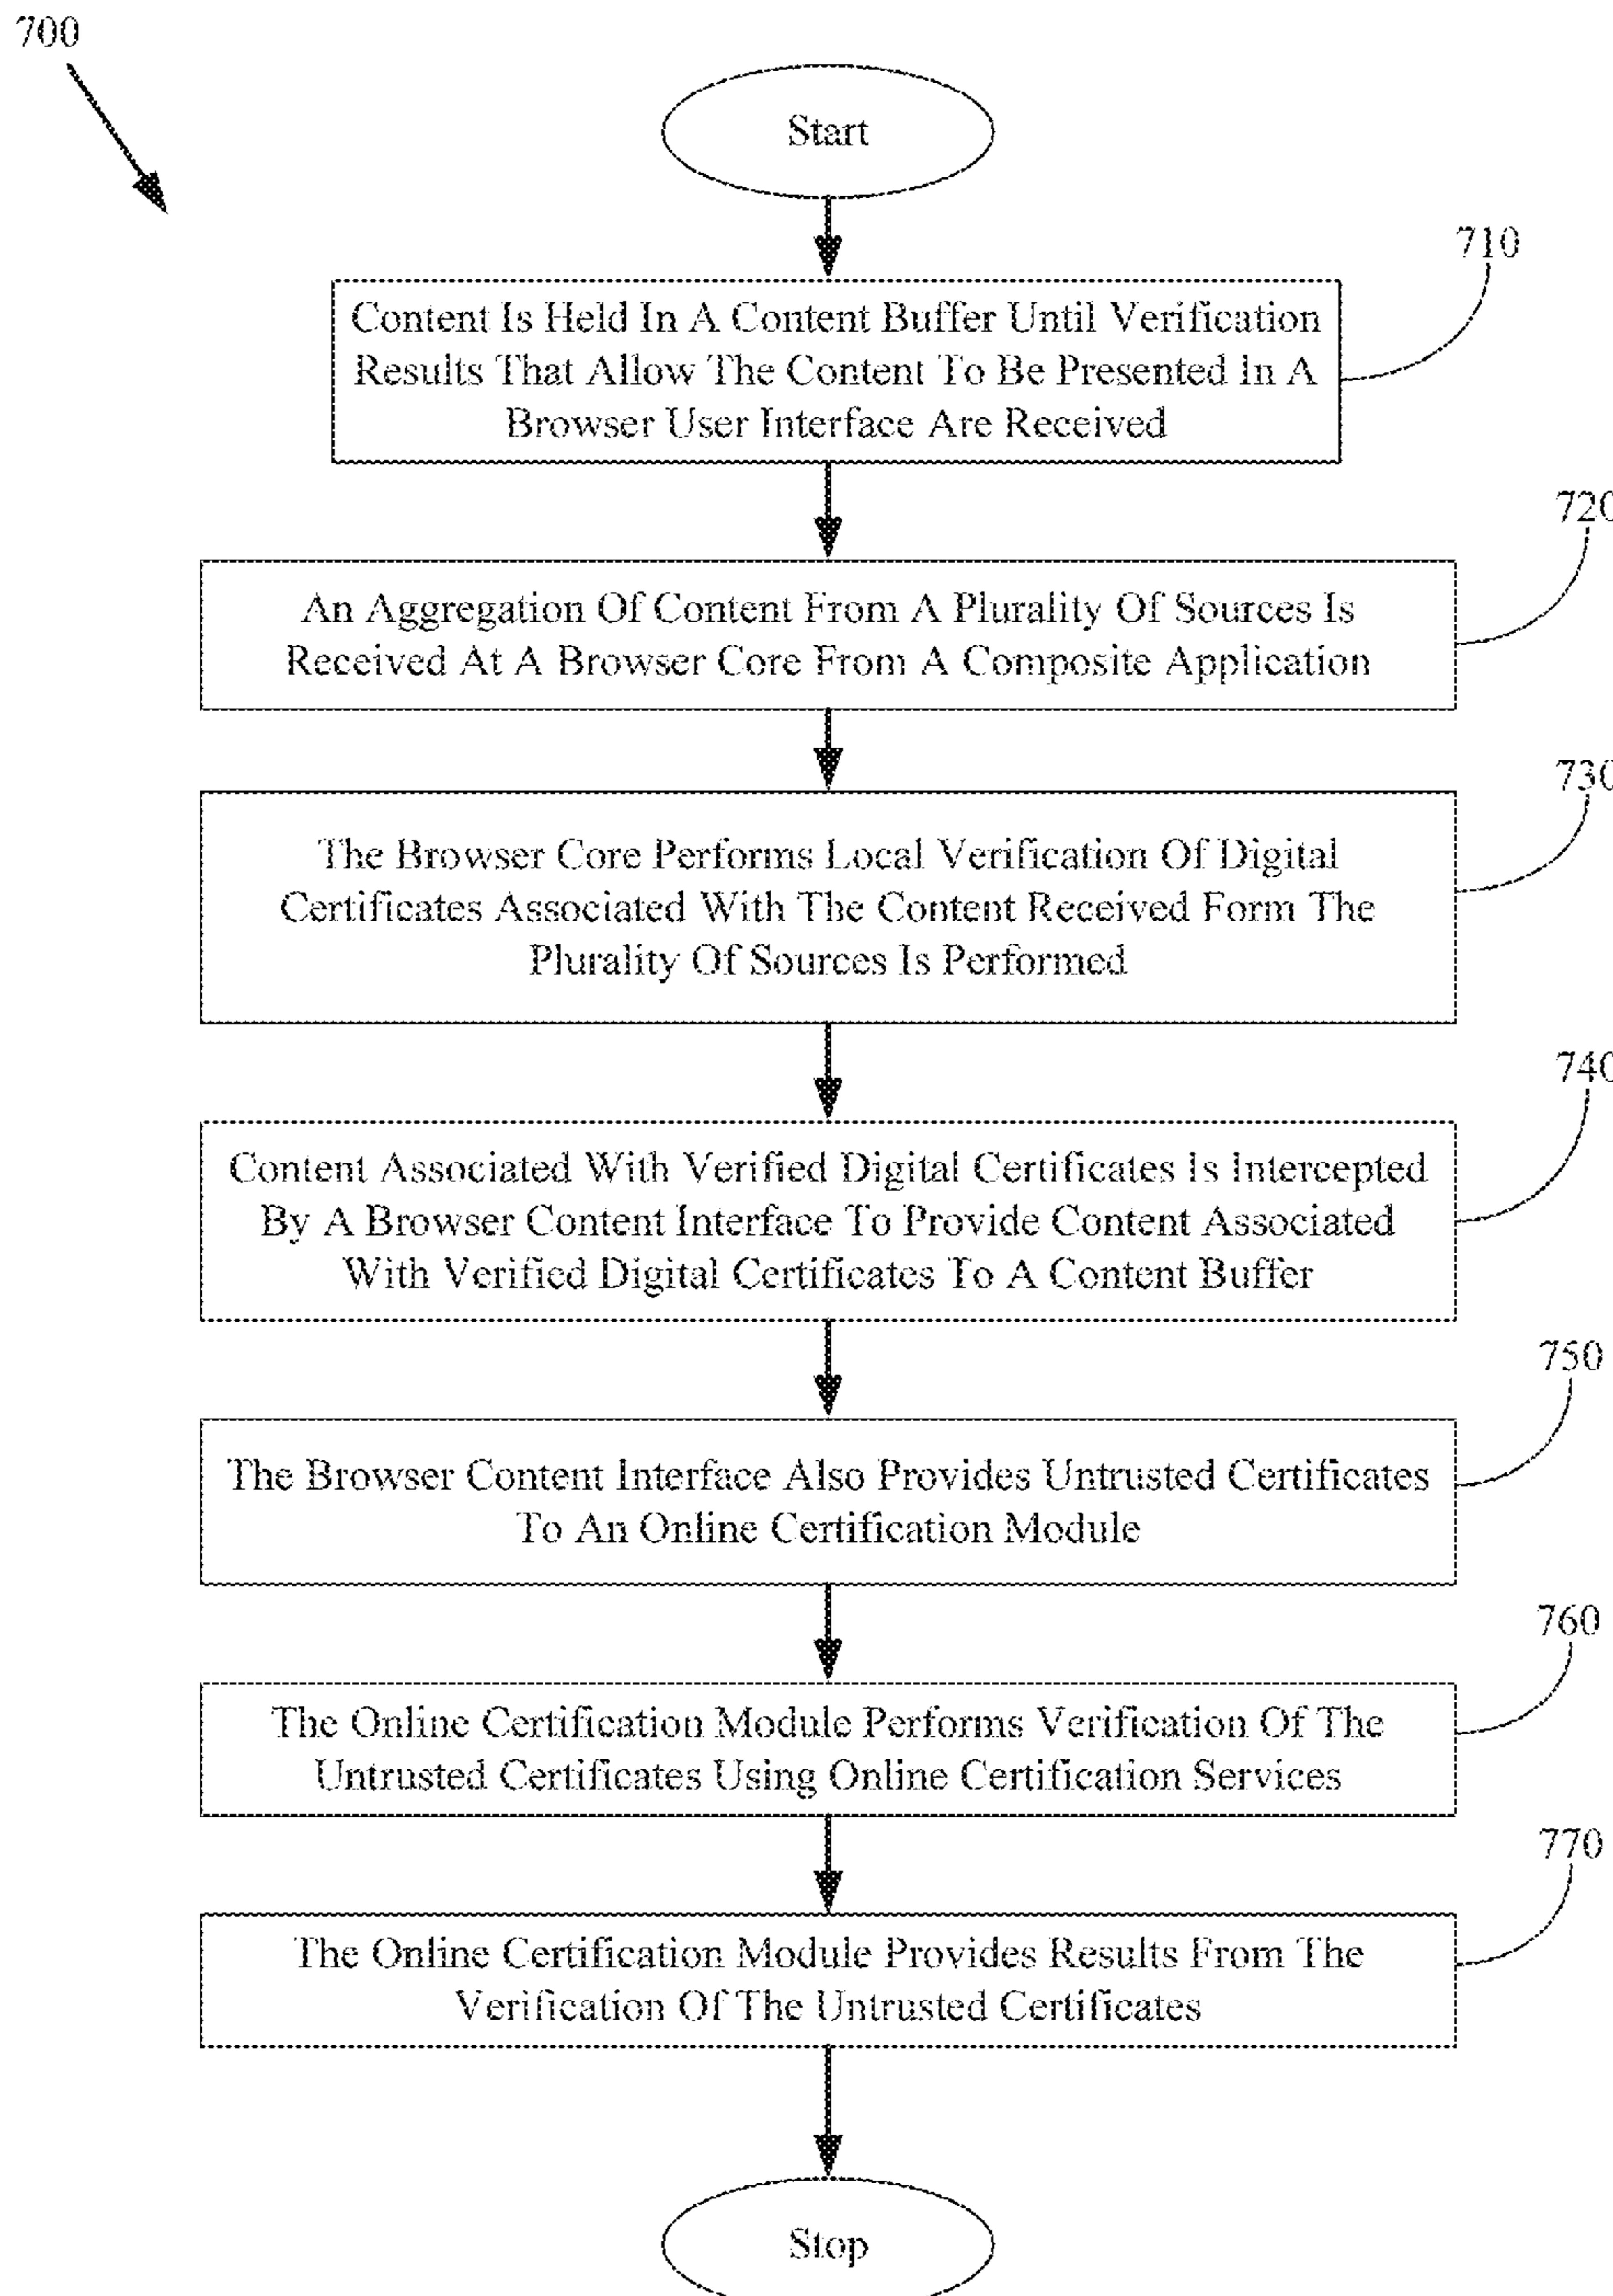 700
Start
710
Content Is Held In A Content Buffer Until Verification
Results That Allow The Content To Be Presented In A
Browser User Interface Are Received
720
An Aggregation Of Content From A Plurality Of Sources Is
Received At A Browser Core From A Composite Application
730
The Browser Core Performs Local Verification Of Digital
Certificates Associated With The Content Received Form The
Plurality Of Sources Is Performed
740
Content Associated With Verified Digital Certificates Is Intercepted
By A Browser Content Interface To Provide Content Associated
With Verified Digital Certificates To A Content Buffer
750
The Browser Content Interface Also Provides Untrusted Certificates
To An Online Certification Module
760
The Online Certification Module Performs Verification Of The
Untrusted Certificates Using Online Certification Services
770
The Online Certification Module Provides Results From The
Verification Of The Untrusted Certificates
Stop